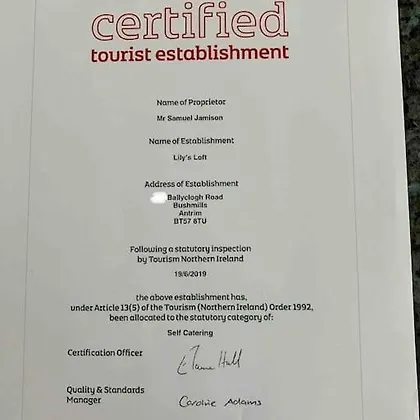 certified
tourist establishment
Name of Proprietor
Mr Samuel Jamison
Name of Establishment
Lily's Loft
Address of Establishment
Ballyclogh Road
Bushmills
Antrim
BT57 8TU
Following a statutory inspection
by Tourism Northern Ireland
19/6/2019
the above establishment has,
under Article 13(5) of the Tourism (Northern Ireland) Order 1992,
been allocated to the statutory category of:
Self Catering
Certification Officer
Hall
Quality & Standards
Manager
Caroline Adams